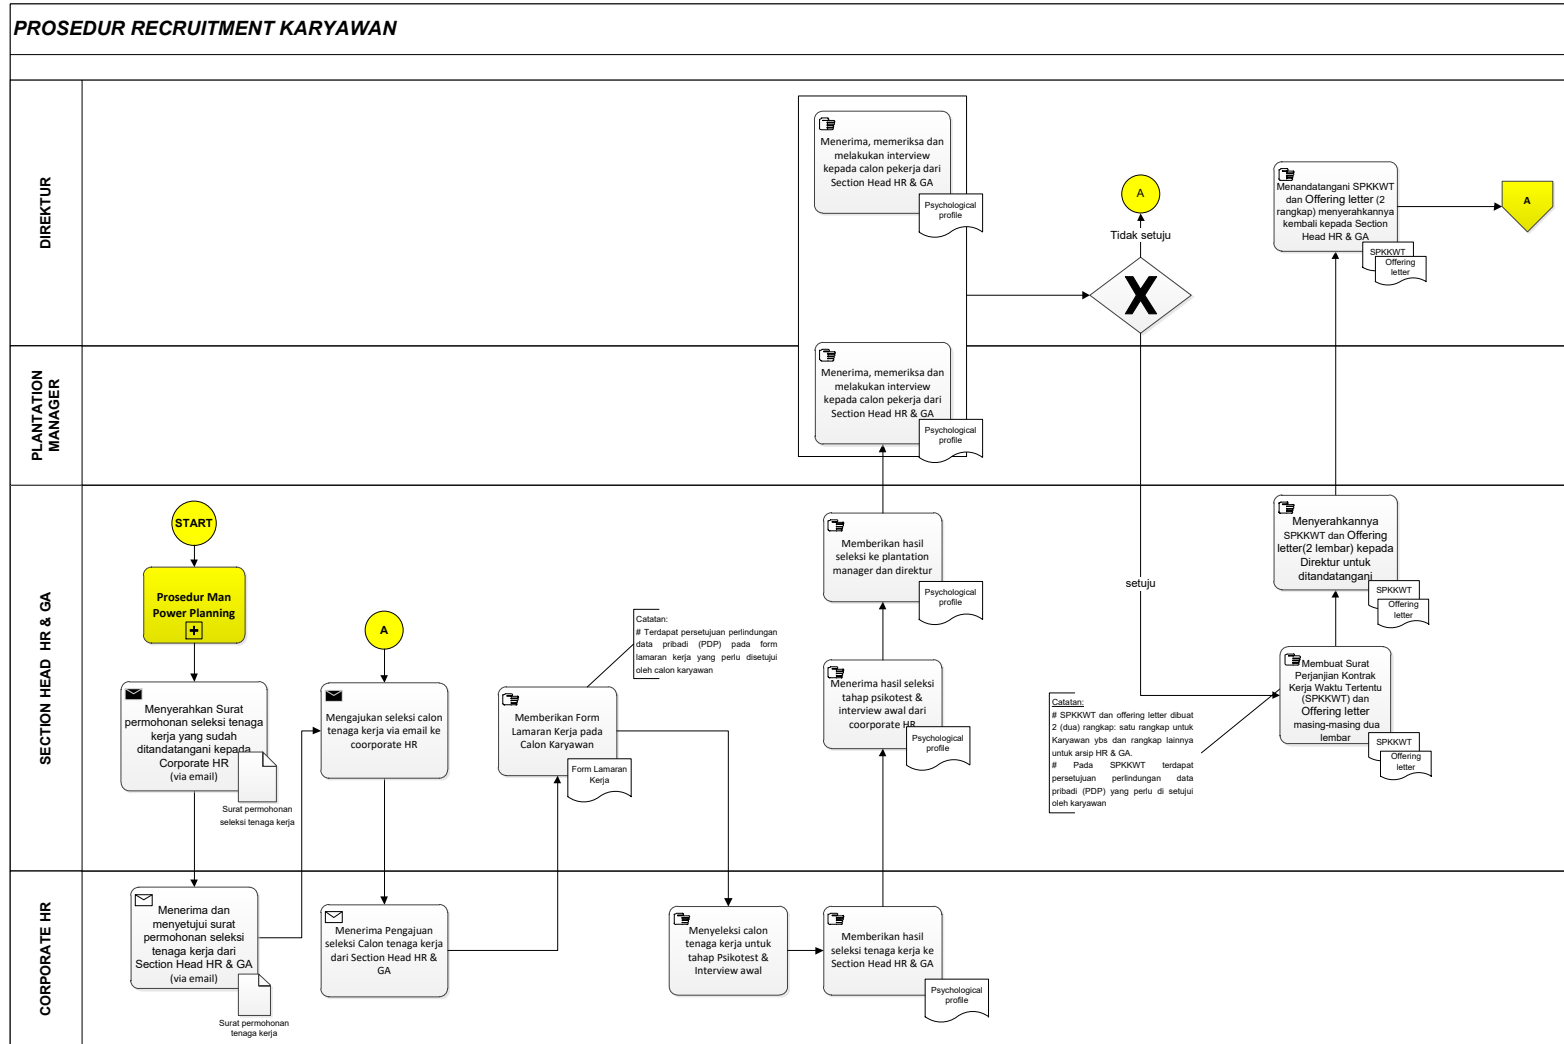 PROSEDUR RECRUITMENT KARYAWAN
DIREKTUR
Menerima, memeriksa dan
melakukan interview
kepada calon pekerja dari
Section Head HR & GA
Psychological
profile
A
Tidak setuju
X
Menandatangani SPKKWT
dan Offering letter (2
rangkap) menyerahkannya
kembali kepada Section
Head HR & GA
SPKKWT
Offering
letter
A
PLANTATION
MANAGER
Menerima, memeriksa dan
melakukan interview
kepada calon pekerja dari
Section Head HR & GA
Psychological
profile
SECTION HEAD HR & GA
START
Prosedur Man
Power Planning
Menyerahkan Surat
permohonan seleksi tenaga
kerja yang sudah
ditandatangani kepada
Corporate HR
(via email)
Surat permohonan
seleksi tenaga kerja
A
Mengajukan seleksi calon
tenaga kerja via email ke
coorporate HR
Memberikan Form
Lamaran Kerja pada
Calon Karyawan
Form Lamaran
Kerja
Catatan:
# Terdapat persetujuan perlindungan
data pribadi (PDP) pada form
lamaran kerja yang perlu disetujui
oleh calon karyawan
Memberikan hasil
seleksi ke plantation
manager dan direktur
Psychological
profile
Menerima hasil seleksi
tahap psikotest &
interview awal dari
coorporate HR
Psychological
profile
setuju
Catatan:
# SPKKWT dan offering letter dibuat
2 (dua) rangkap: satu rangkap untuk
Karyawan ybs dan rangkap lainnya
untuk arsip HR & GA.
# Pada SPKKWT terdapat
persetujuan perlindungan data
pribadi (PDP) yang perlu di setujui
oleh karyawan
Menyerahkannya
SPKKWT dan Offering
letter(2 lembar) kepada
Direktur untuk
ditandatangani
SPKKWT
Offering
letter
Membuat Surat
Perjanjian Kontrak
Kerja Waktu Tertentu
(SPKKWT) dan
Offering letter
masing-masing dua
lembar
SPKKWT
Offering
letter
CORPORATE HR
Menerima dan
menyetujui surat
permohonan seleksi
tenaga kerja dari
Section Head HR & GA
(via email)
Surat permohonan
tenaga kerja
Menerima Pengajuan
seleksi Calon tenaga kerja
dari Section Head HR &
GA
Menyeleksi calon
tenaga kerja untuk
tahap Psikotest &
Interview awal
Memberikan hasil
seleksi tenaga kerja ke
Section Head HR & GA
Psychological
profile